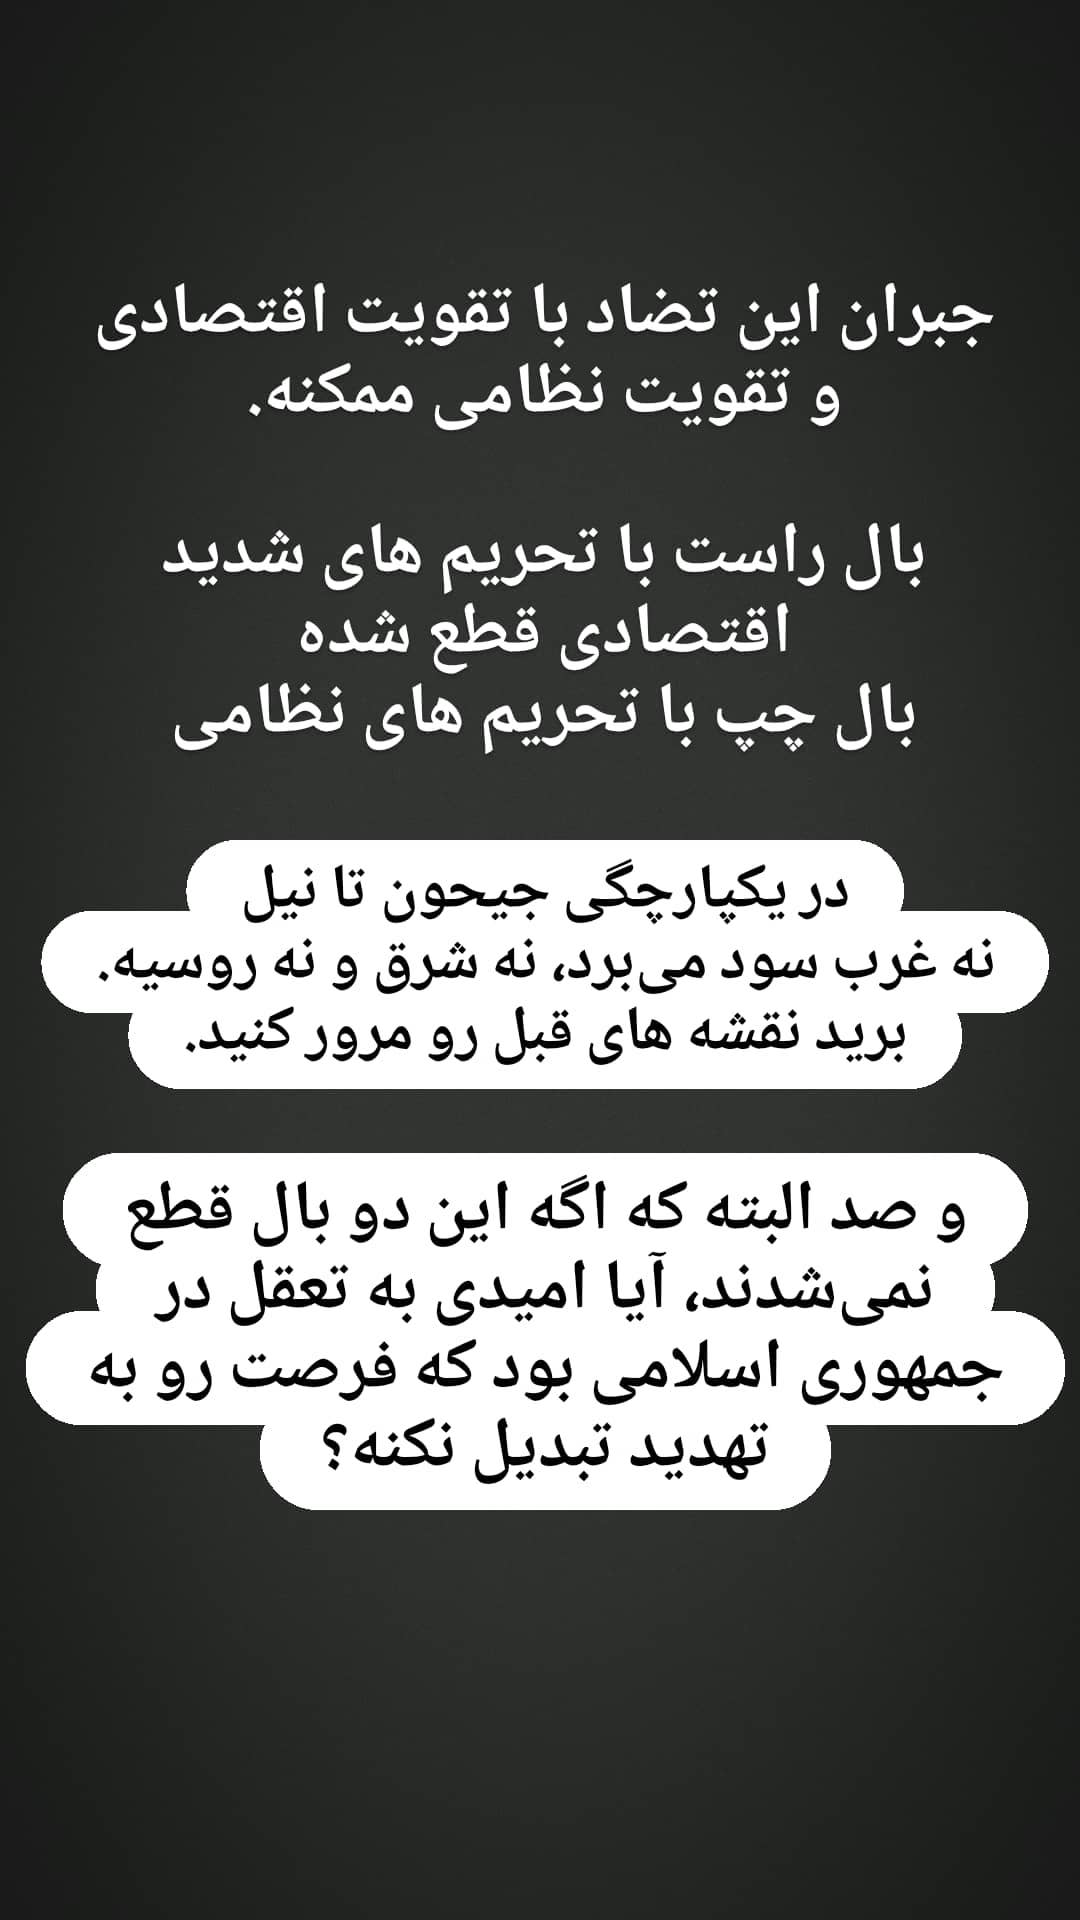 جبران این تضاد با تقویت اقتصادی
و تقویت نظامی ممکنه.
بال راست با تحریم های شدید
اقتصادی قطع شده
بال چپ با تحریم های نظامی
در یکپارچگی جیحون تا نیل
نه غرب سود می‌برد، نه شرق و نه روسیه.
برید نقشه های قبل رو مرور کنید.
و صد البته که اگه این دو بال قطع
نمی‌شدند، آیا امیدی به تعقل در
جمهوری اسلامی بود که فرصت رو به
تهدید تبدیل نکنه؟